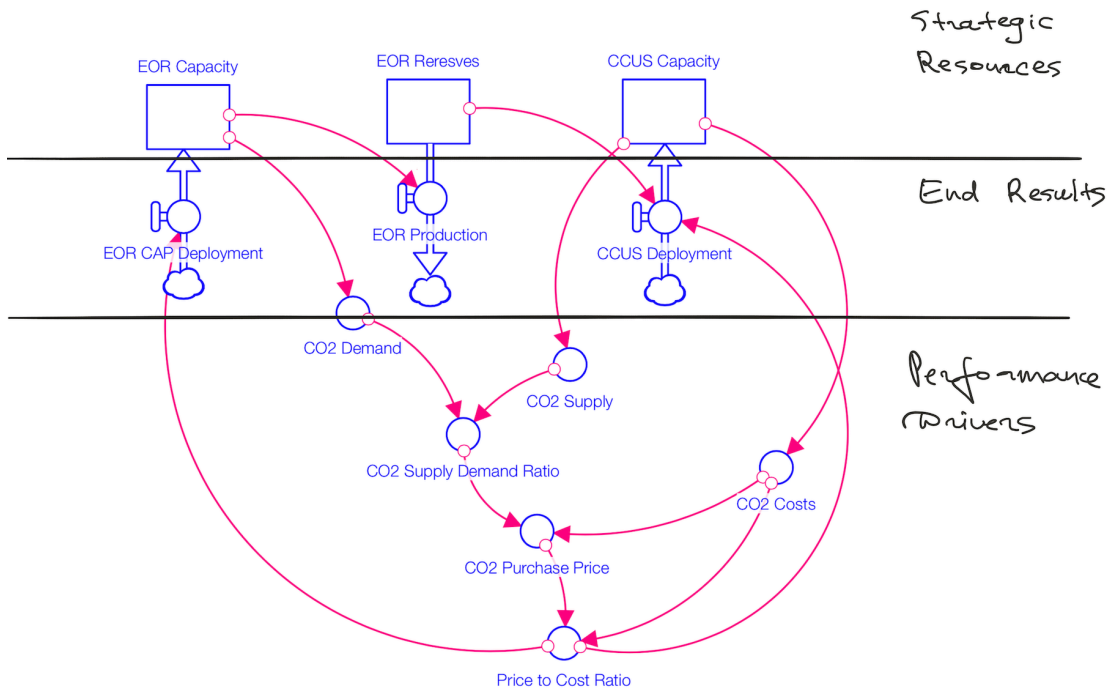 Strategic
Resources
EOR Capacity
EOR Reresves
CCUS Capacity
End Results
EOR CAP Deployment
EOR Production
CCUS Deployment
CO2 Demand
Performance
Drivers
CO2 Supply
CO2 Supply Demand Ratio
CO2 Costs
CO2 Purchase Price
Price to Cost Ratio